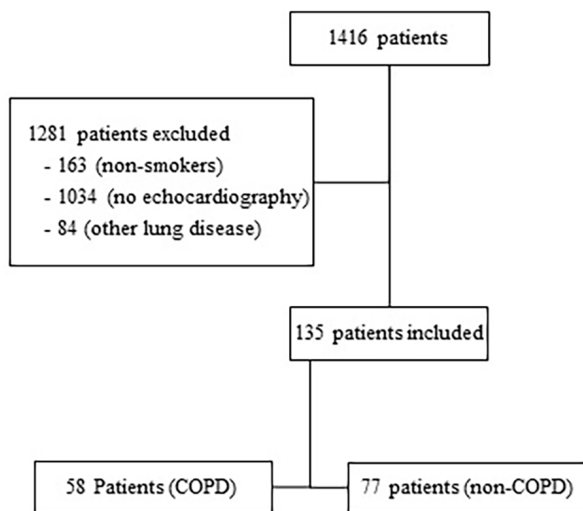 1416 patients
1281 patients excluded
- 163 (non-smokers)
- 1034 (no echocardiography)
- 84 (other lung disease)
135 patients included
58 Patients (COPD)
77 patients (non-COPD)